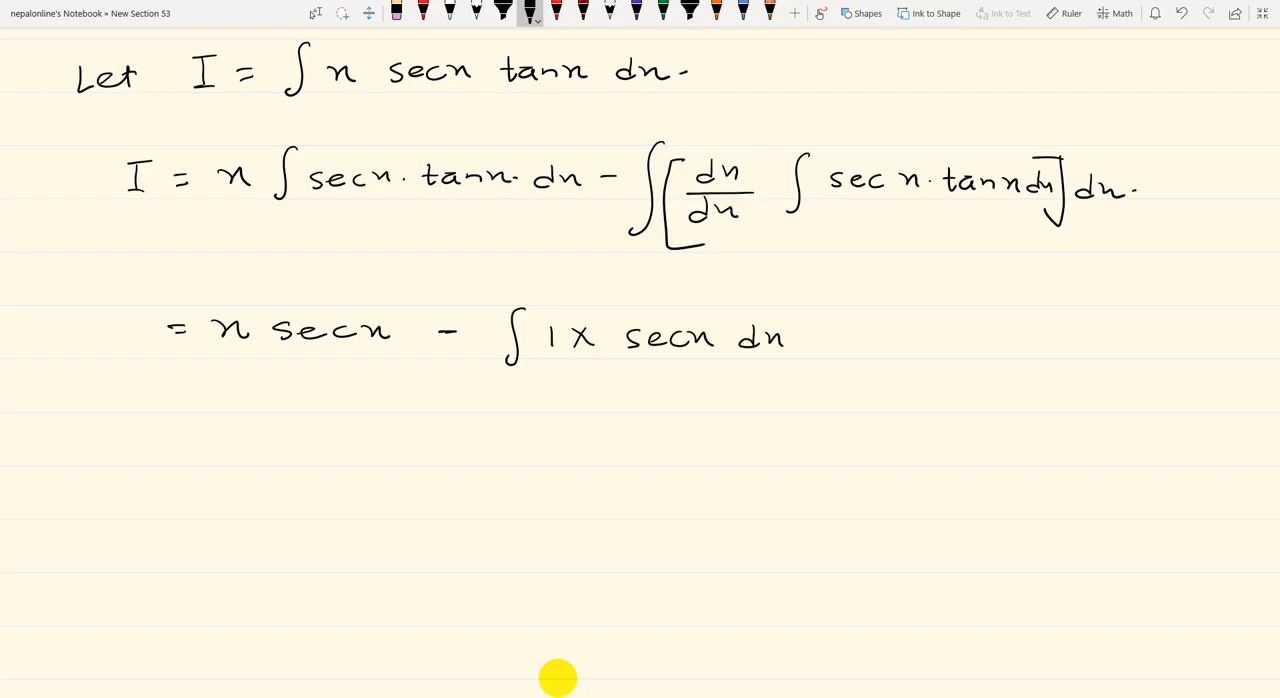 nepalonline's Notebook » New Section 53
Shapes Ink to Shape Ink to Text Ruler Math
Let I = ∫ x secx tanx dx.
I = x ∫ secx. tanx. dx - ∫[dx/dx ∫ sec x. tanx dx] dx.
= x secx - ∫ 1 × secx dx